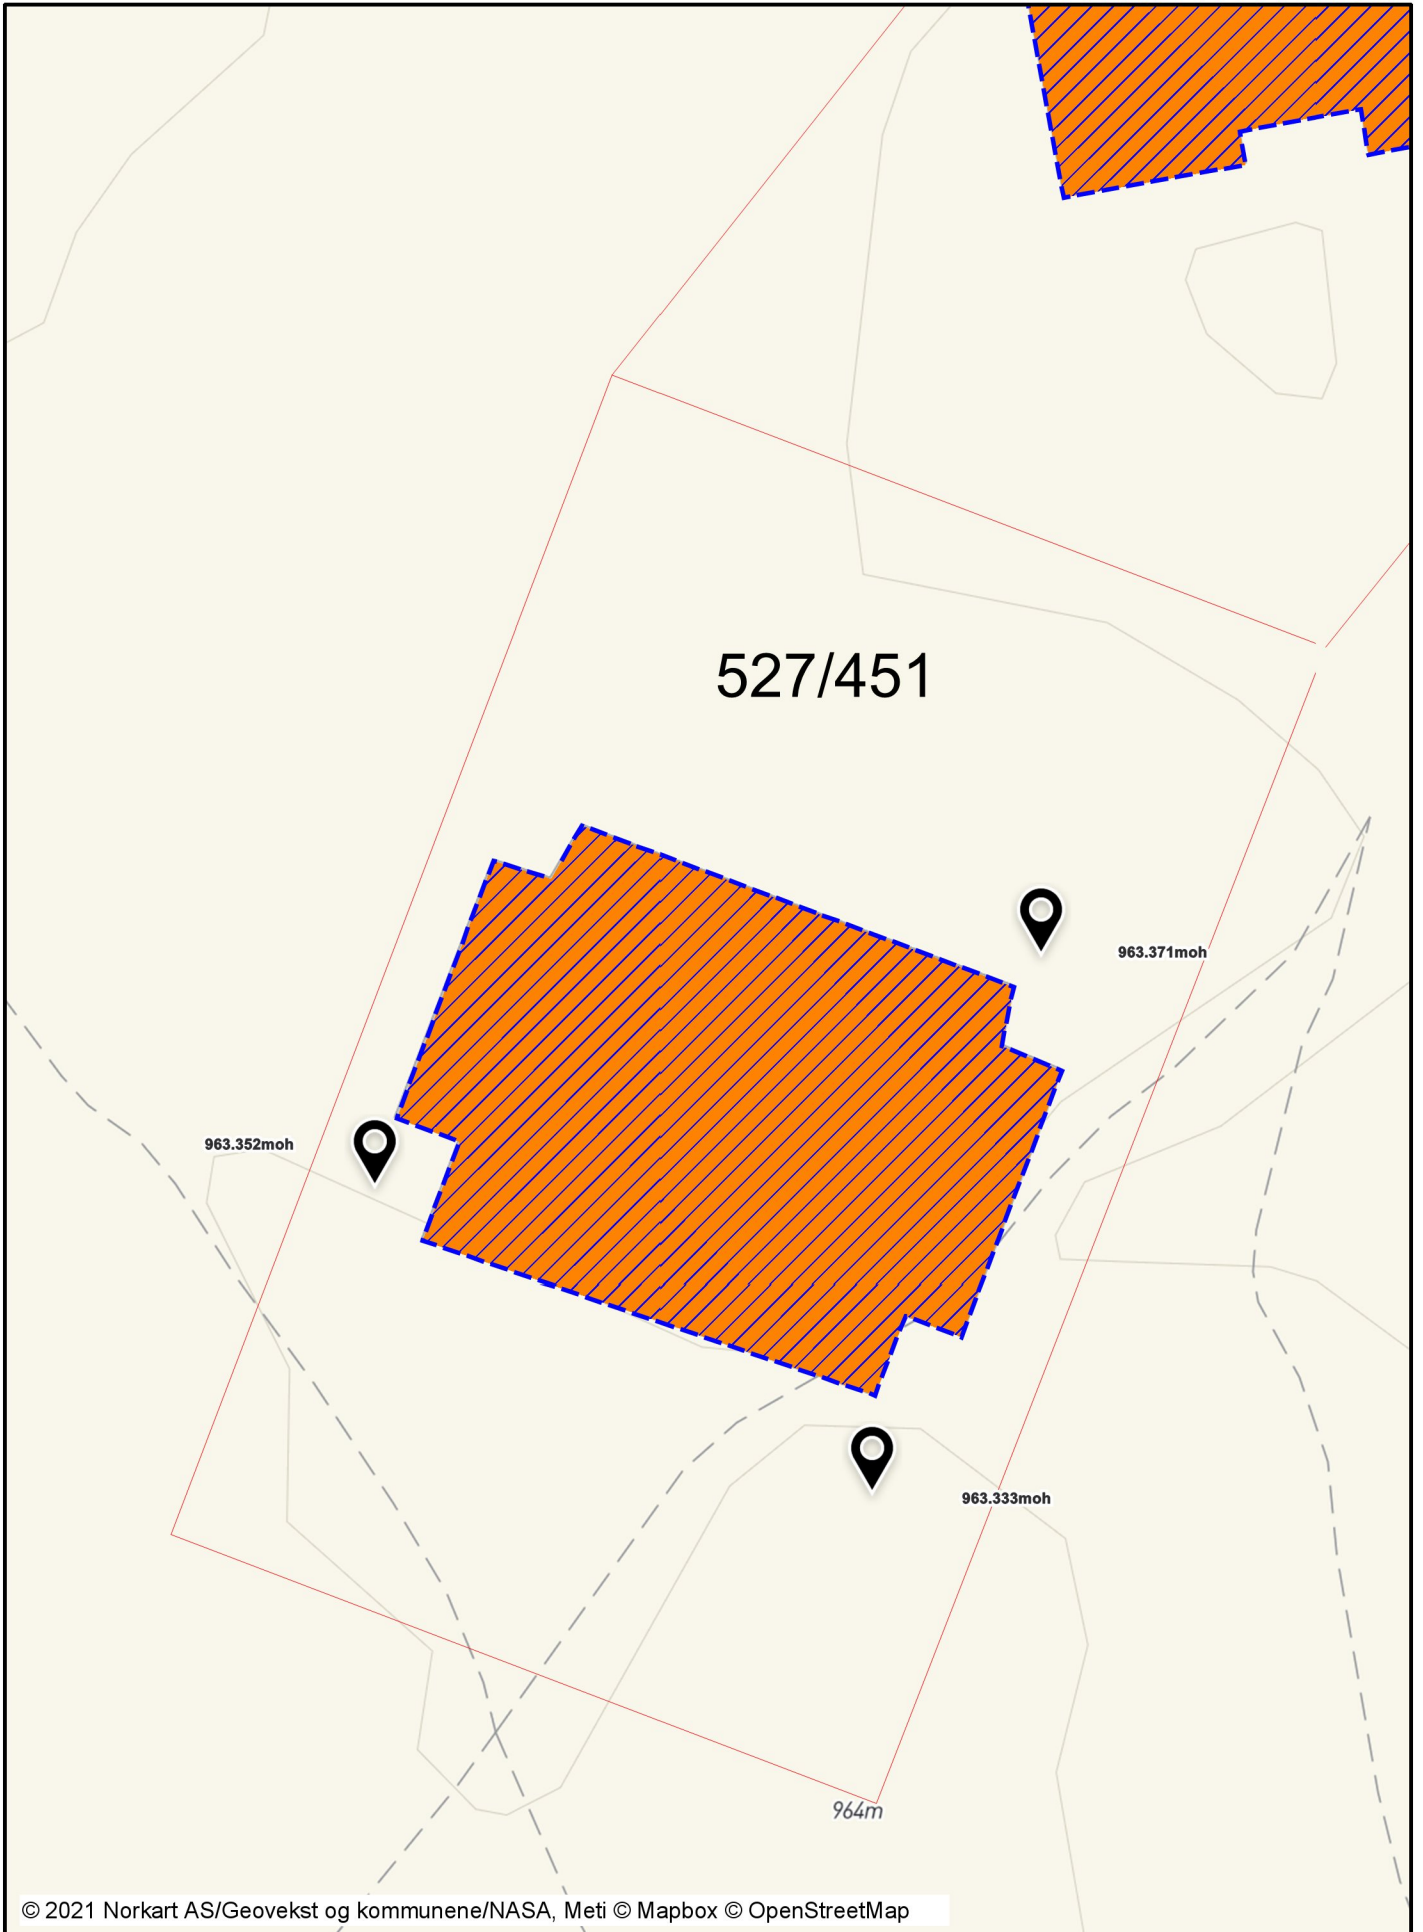 527/451
963.371moh
963.352moh
963.333moh
964m
© 2021 Norkart AS/Geovekst og kommunene/NASA, Meti © Mapbox © OpenStreetMap